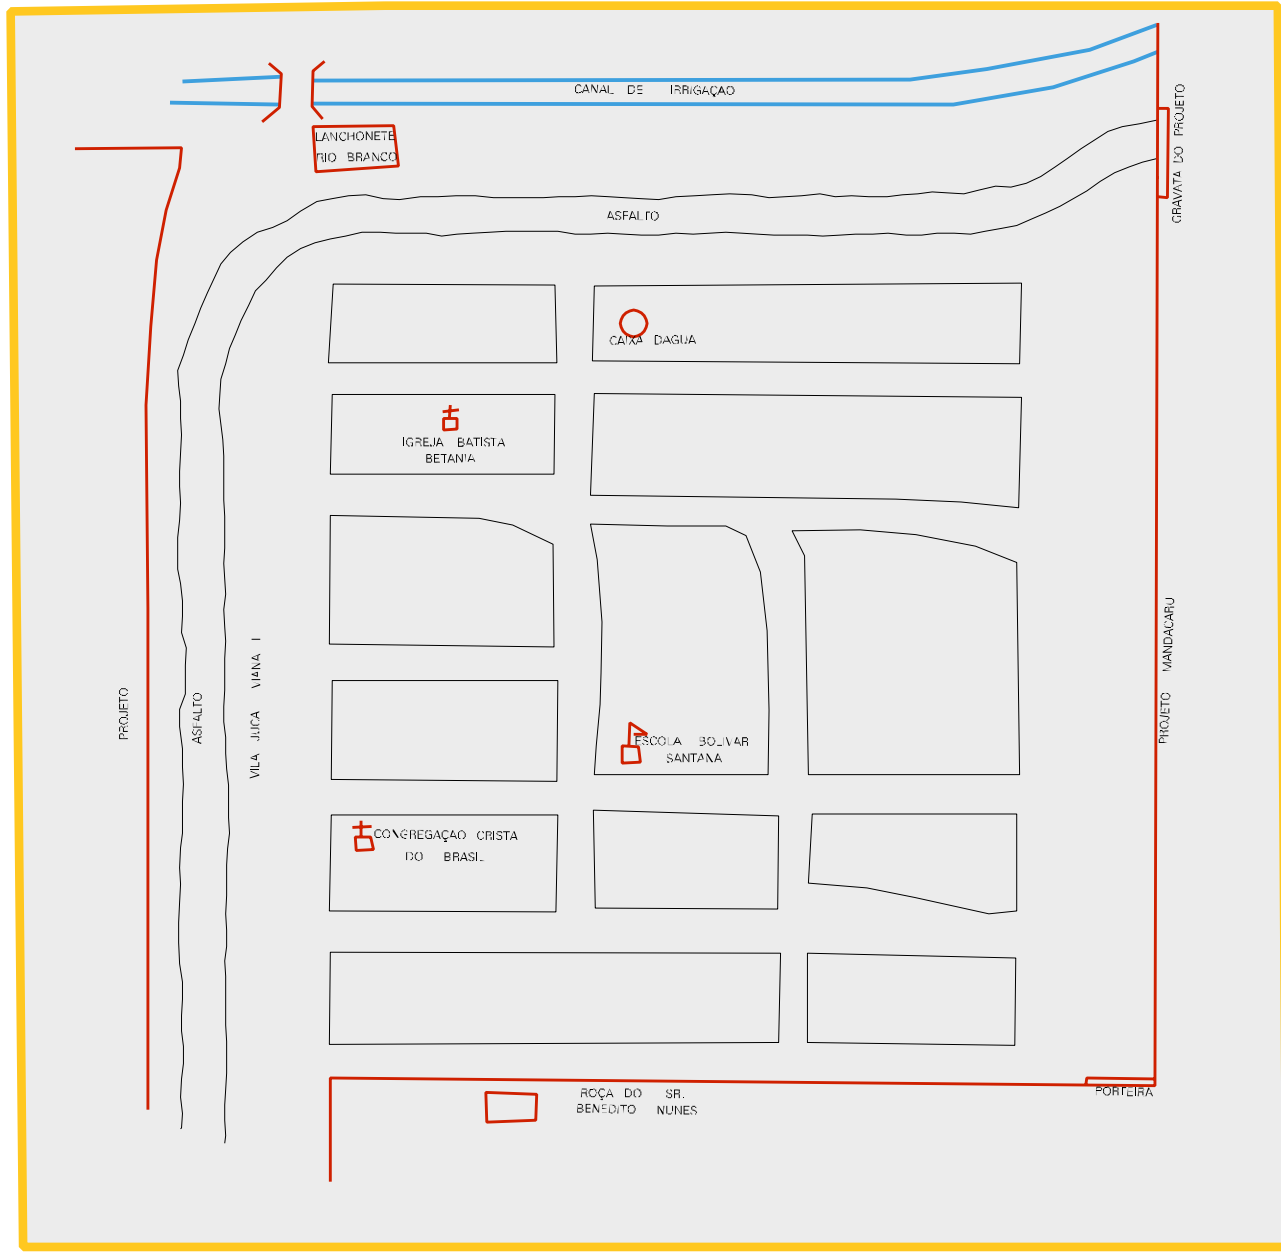 CANAL DE IRRIGAÇAO
LANCHONETE
RIO BRANCO
GRAVATA DO PROJETO
ASFALTO
CAIXA DAGUA
IGREJA BATISTA
BETANIA
PROJETO MANDACARU
PROJETO
ASFALTO
VILA JUCA VIANA I
ESCOLA BOLIVAR
SANTANA
CONGREGAÇAO CRISTA
DO BRASIL
ROÇA DO SR.
BENEDITO NUNES
PORTEIRA